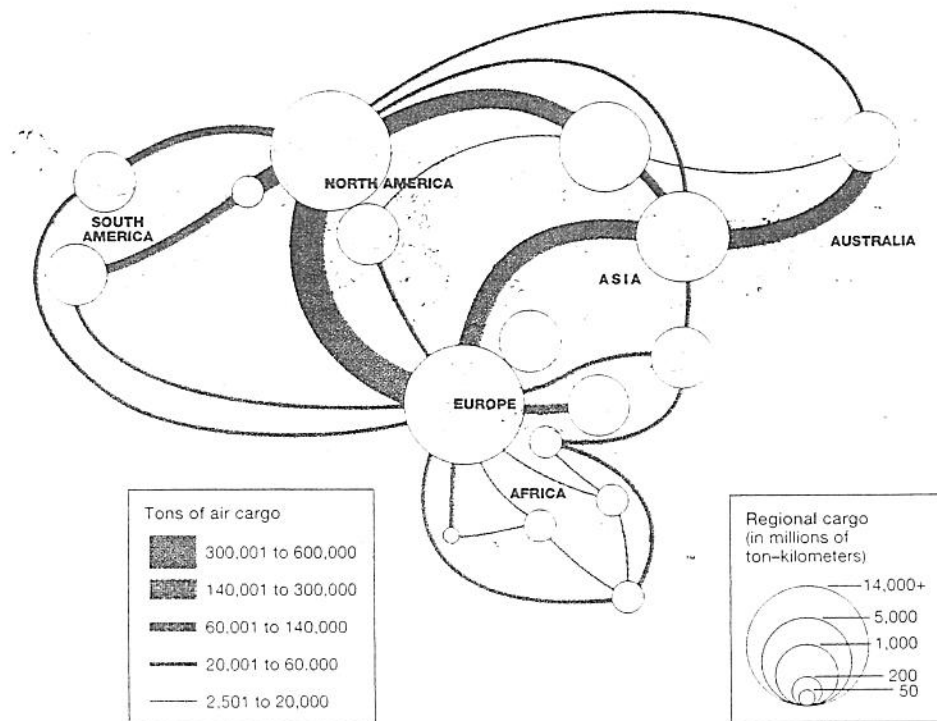 NORTH AMERICA
SOUTH
AMERICA
AUSTRALIA
ASIA
EUROPE
AFRICA
Tons of air cargo
300,001 to 600,000
140,001 to 300,000
60,001 to 140,000
20,001 to 60.000
2.501 to 20,000
Regional cargo
(in millions of
ton–kilometers)
14,000+
5,000
1,000
200
50